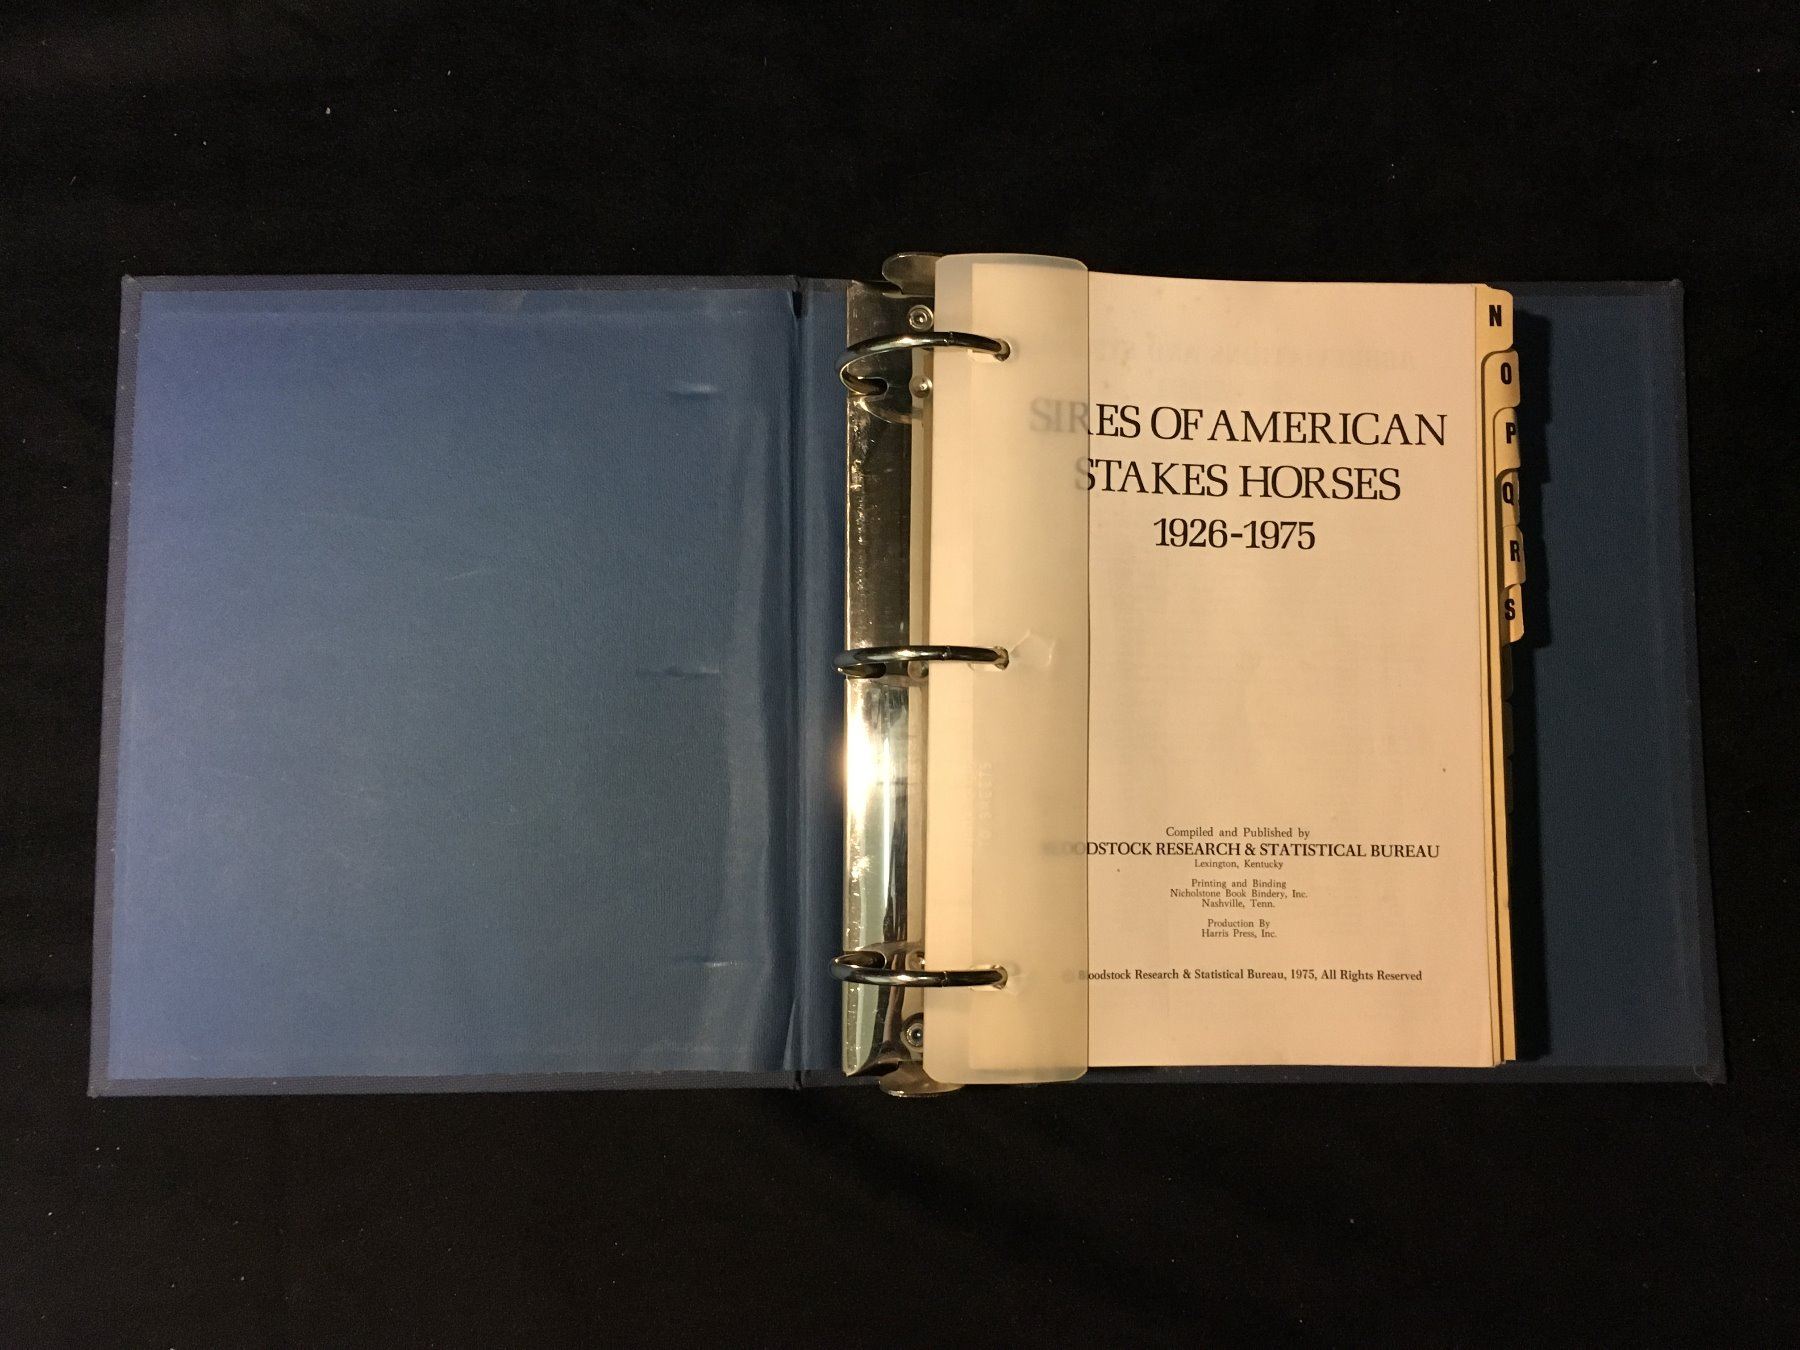 SIRES OF AMERICAN
STAKES HORSES
1926-1975
Compiled and Published by
BLOODSTOCK RESEARCH & STATISTICAL BUREAU
Lexington, Kentucky
Printing and Binding
Nicholstone Book Bindery, Inc.
Nashville, Tenn.
Production By
Harris Press, Inc.
© Bloodstock Research & Statistical Bureau, 1975, All Rights Reserved
N
O
P
Q
R
S
SHEETS